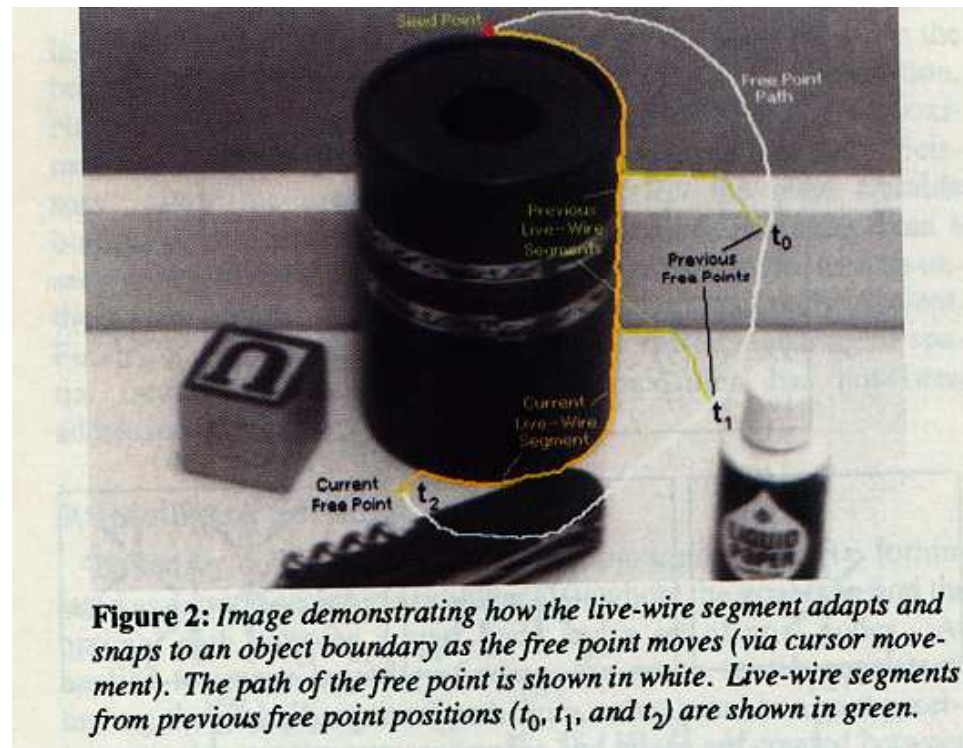 Seed Point
Free Point
Path
Previous
Live-Wire
Segments
t0
Previous
Free Points
Current
Live-Wire
Segment
t1
Current
Free Point
t2
LIQUID
PAPER
Figure 2: Image demonstrating how the live-wire segment adapts and
snaps to an object boundary as the free point moves (via cursor move-
ment). The path of the free point is shown in white. Live-wire segments
from previous free point positions (t0, t1, and t2) are shown in green.